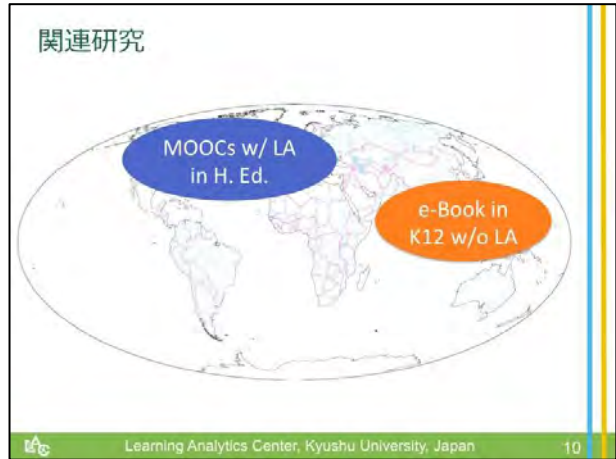 関連研究
MOOCs w/ LA
in H. Ed.
e-Book in
K12 w/o LA
Learning Analytics Center, Kyushu University, Japan
10